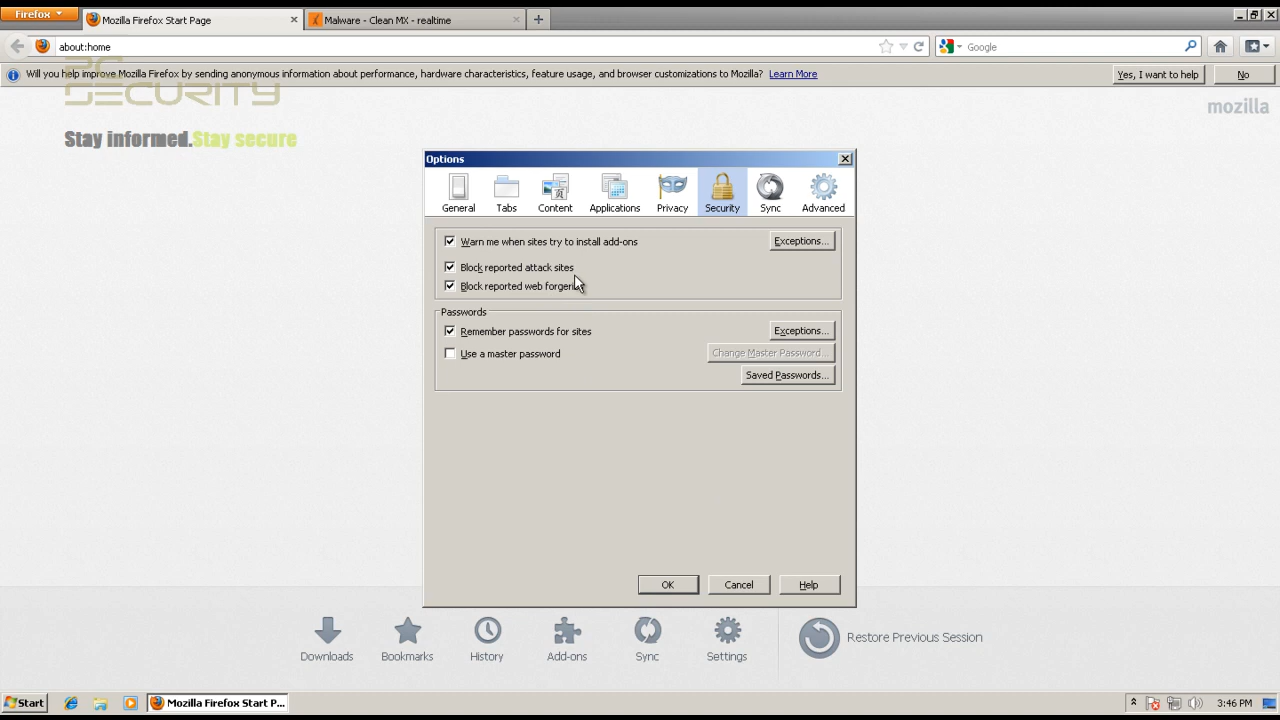 Firefox
Mozilla Firefox Start Page
Malware - Clean MX - realtime
about:home
Google
Will you help improve Mozilla Firefox by sending anonymous information about performance, hardware characteristics, feature usage, and browser customizations to Mozilla? Learn More
Yes, I want to help
No
SECURITY
Stay informed.Stay secure
mozilla
Options
General
Tabs
Content
Applications
Privacy
Security
Sync
Advanced
Warn me when sites try to install add-ons
Exceptions...
Block reported attack sites
Block reported web
Passwords
Remember passwords for sites
Exceptions...
Use a master password
Change Master Password...
Saved Passwords...
OK
Cancel
Help
Downloads
Bookmarks
History
Add-ons
Sync
Settings
Restore Previous Session
Start
Mozilla Firefox Start P...
3:46 PM